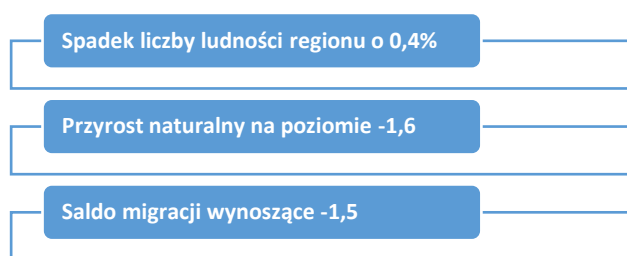 Spadek liczby ludności regionu o 0,4%
Przyrost naturalny na poziomie -1,6
Saldo migracji wynoszące -1,5